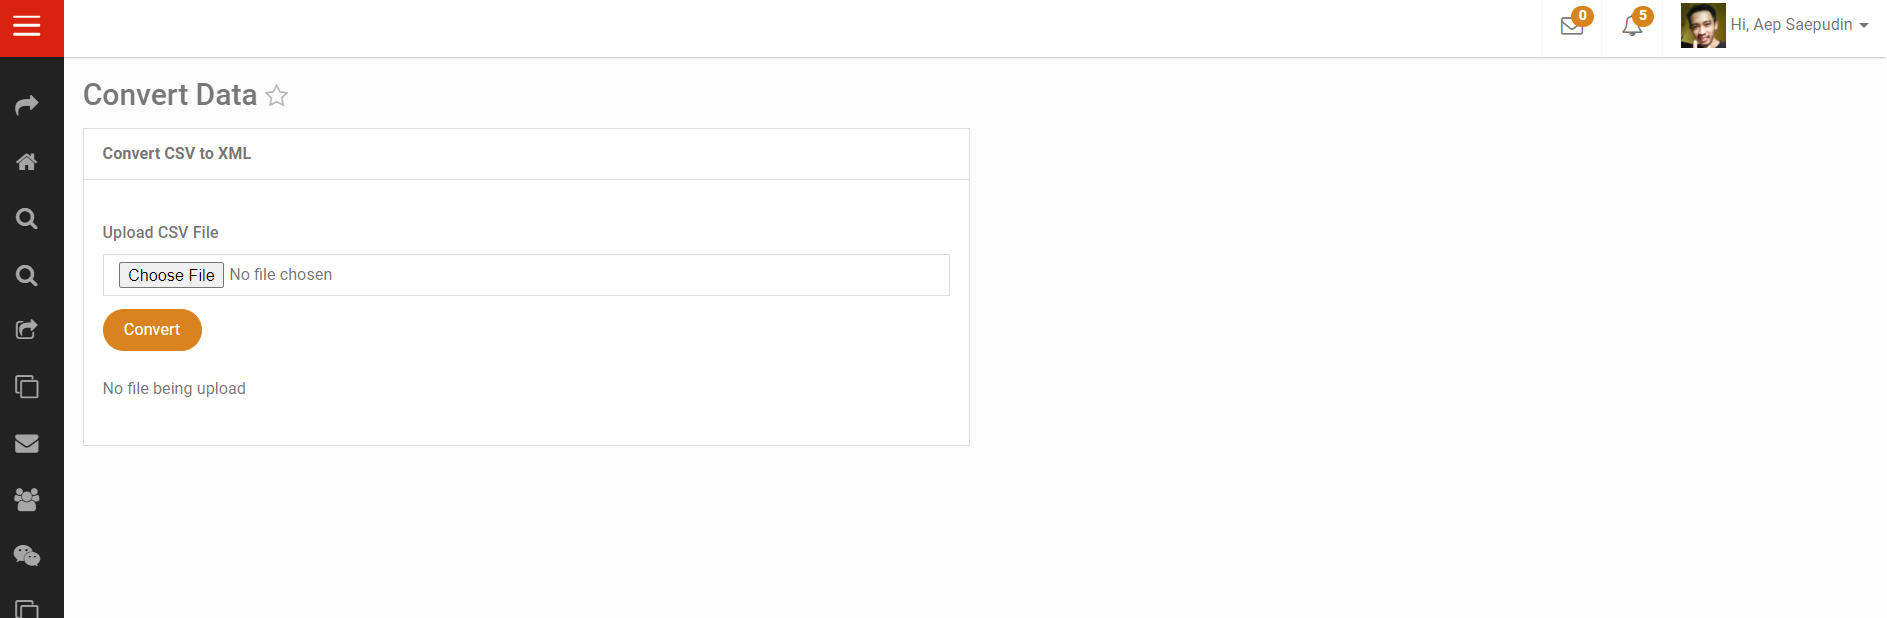 0
5
Hi, Aep Saepudin
Convert Data
Convert CSV to XML
Upload CSV File
Choose File No file chosen
Convert
No file being upload